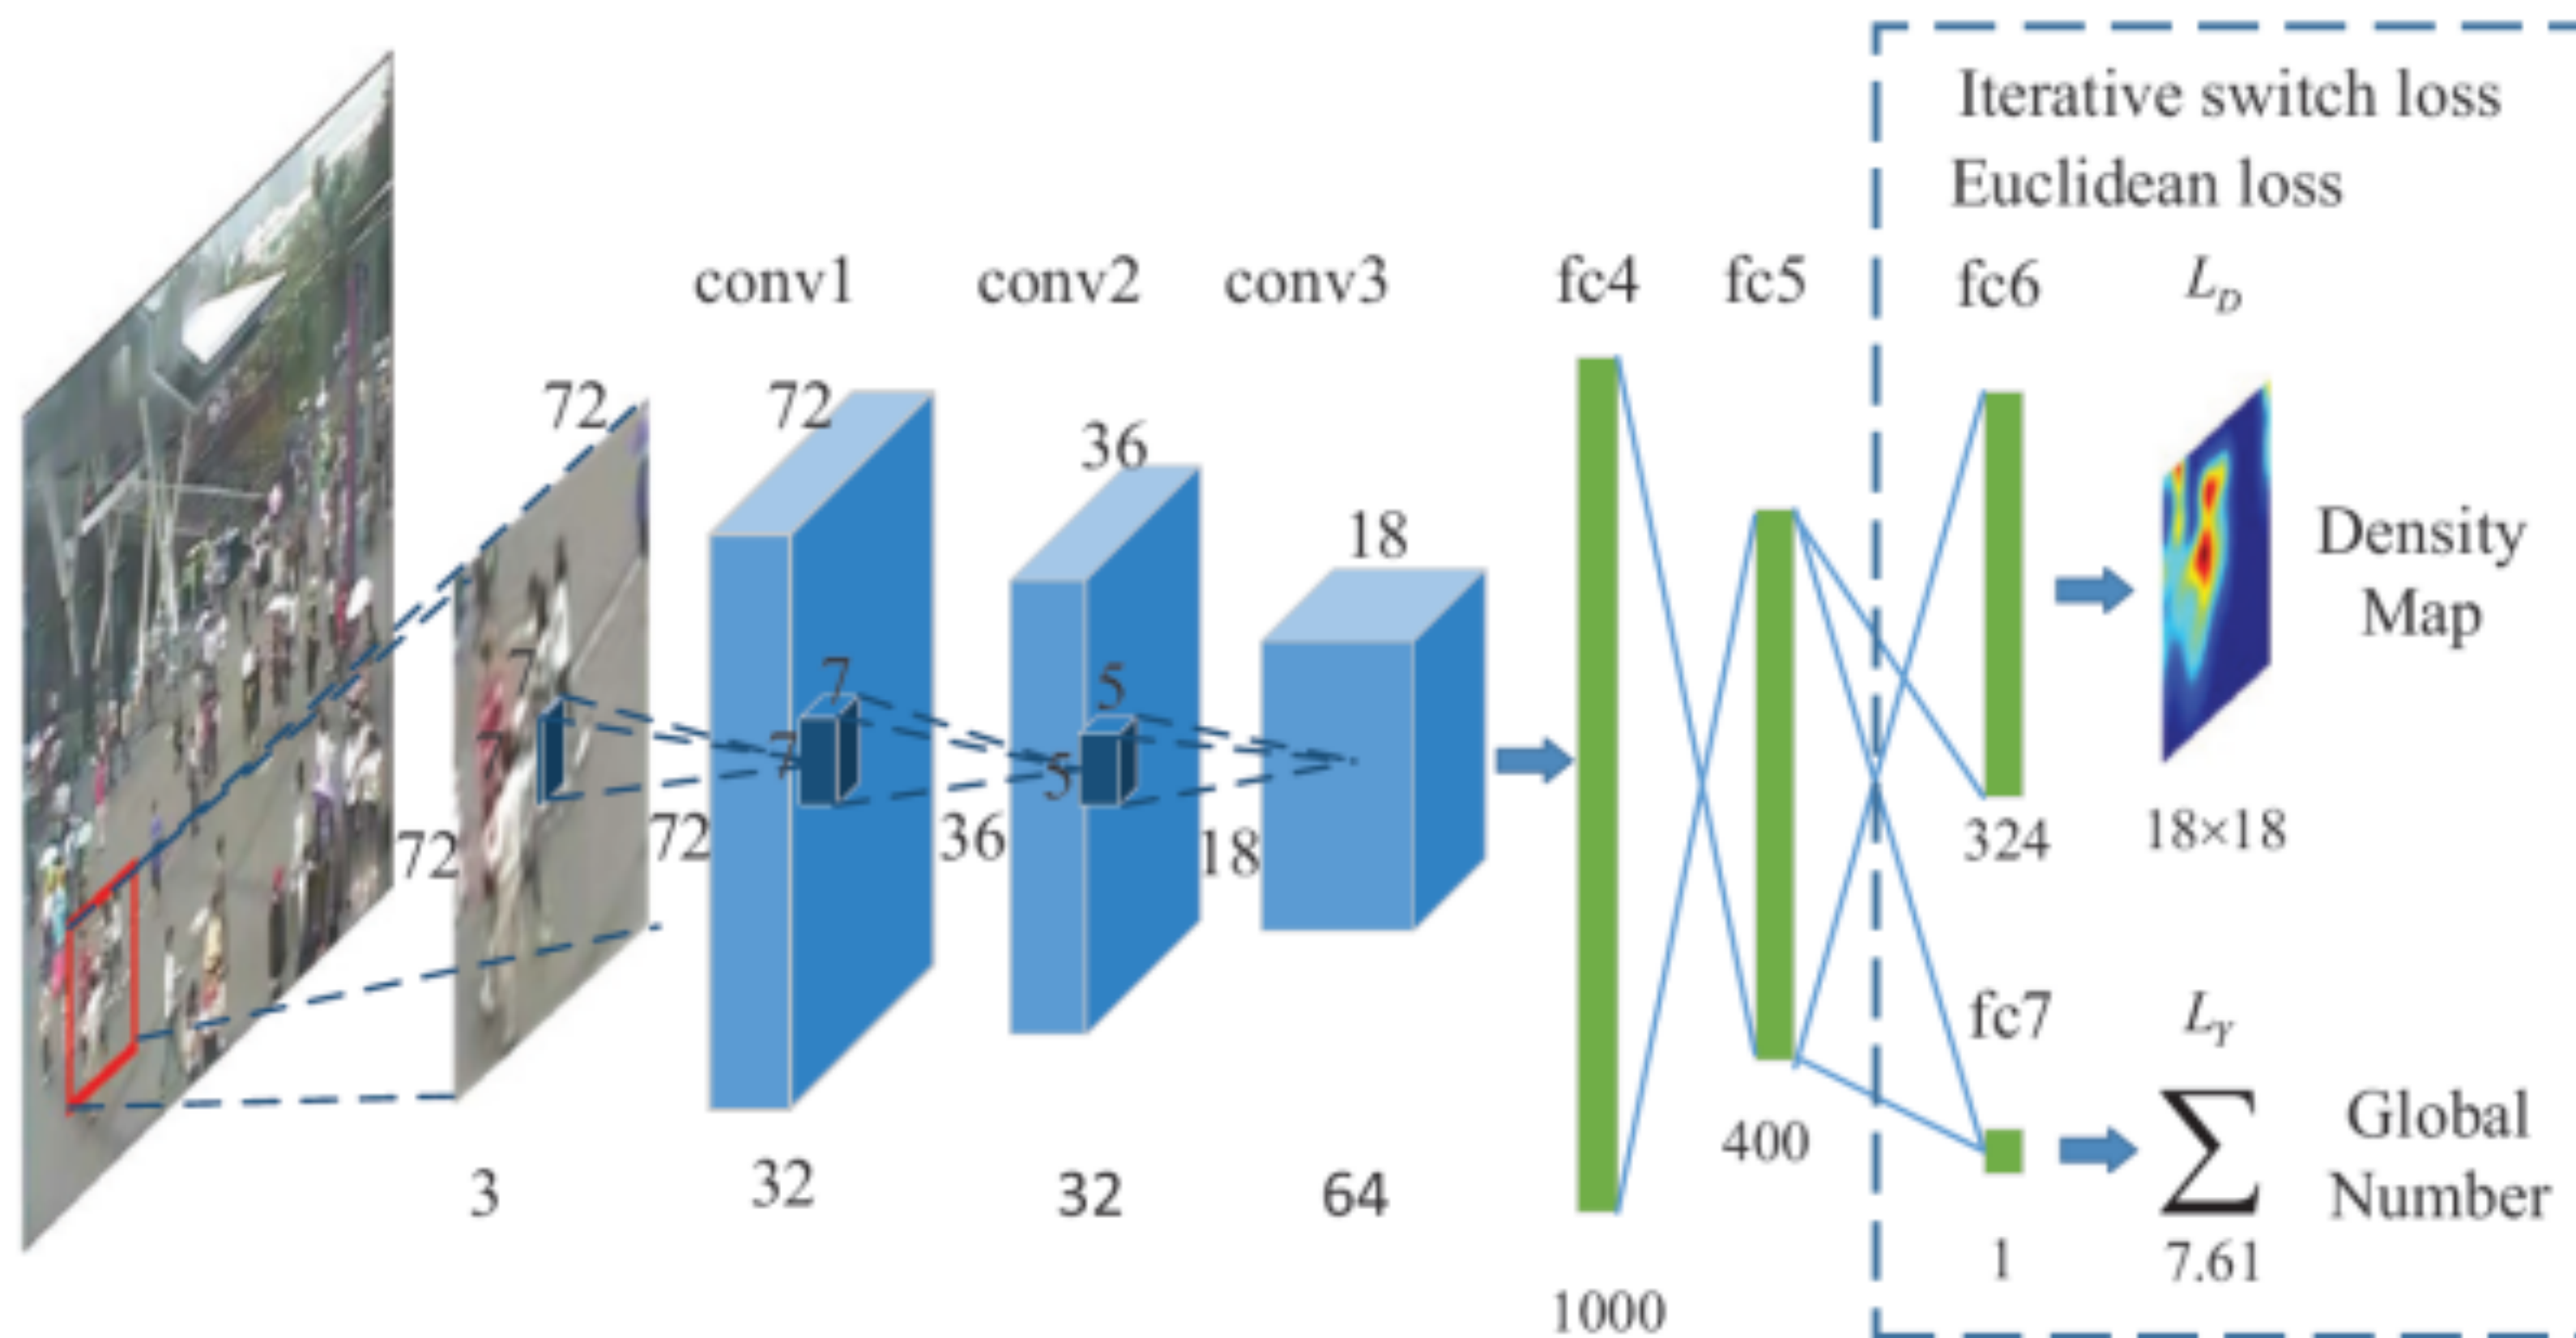 Iterative switch loss
Euclidean loss
conv1
conv2
conv3
fc4
fc5
fc6
L_D
72
72
36
18
Density
Map
7
7
7
7
5
5
72
72
36
18
324
18×18
fc7
L_Y
3
32
32
64
400
1000
Global
Number
1
7.61